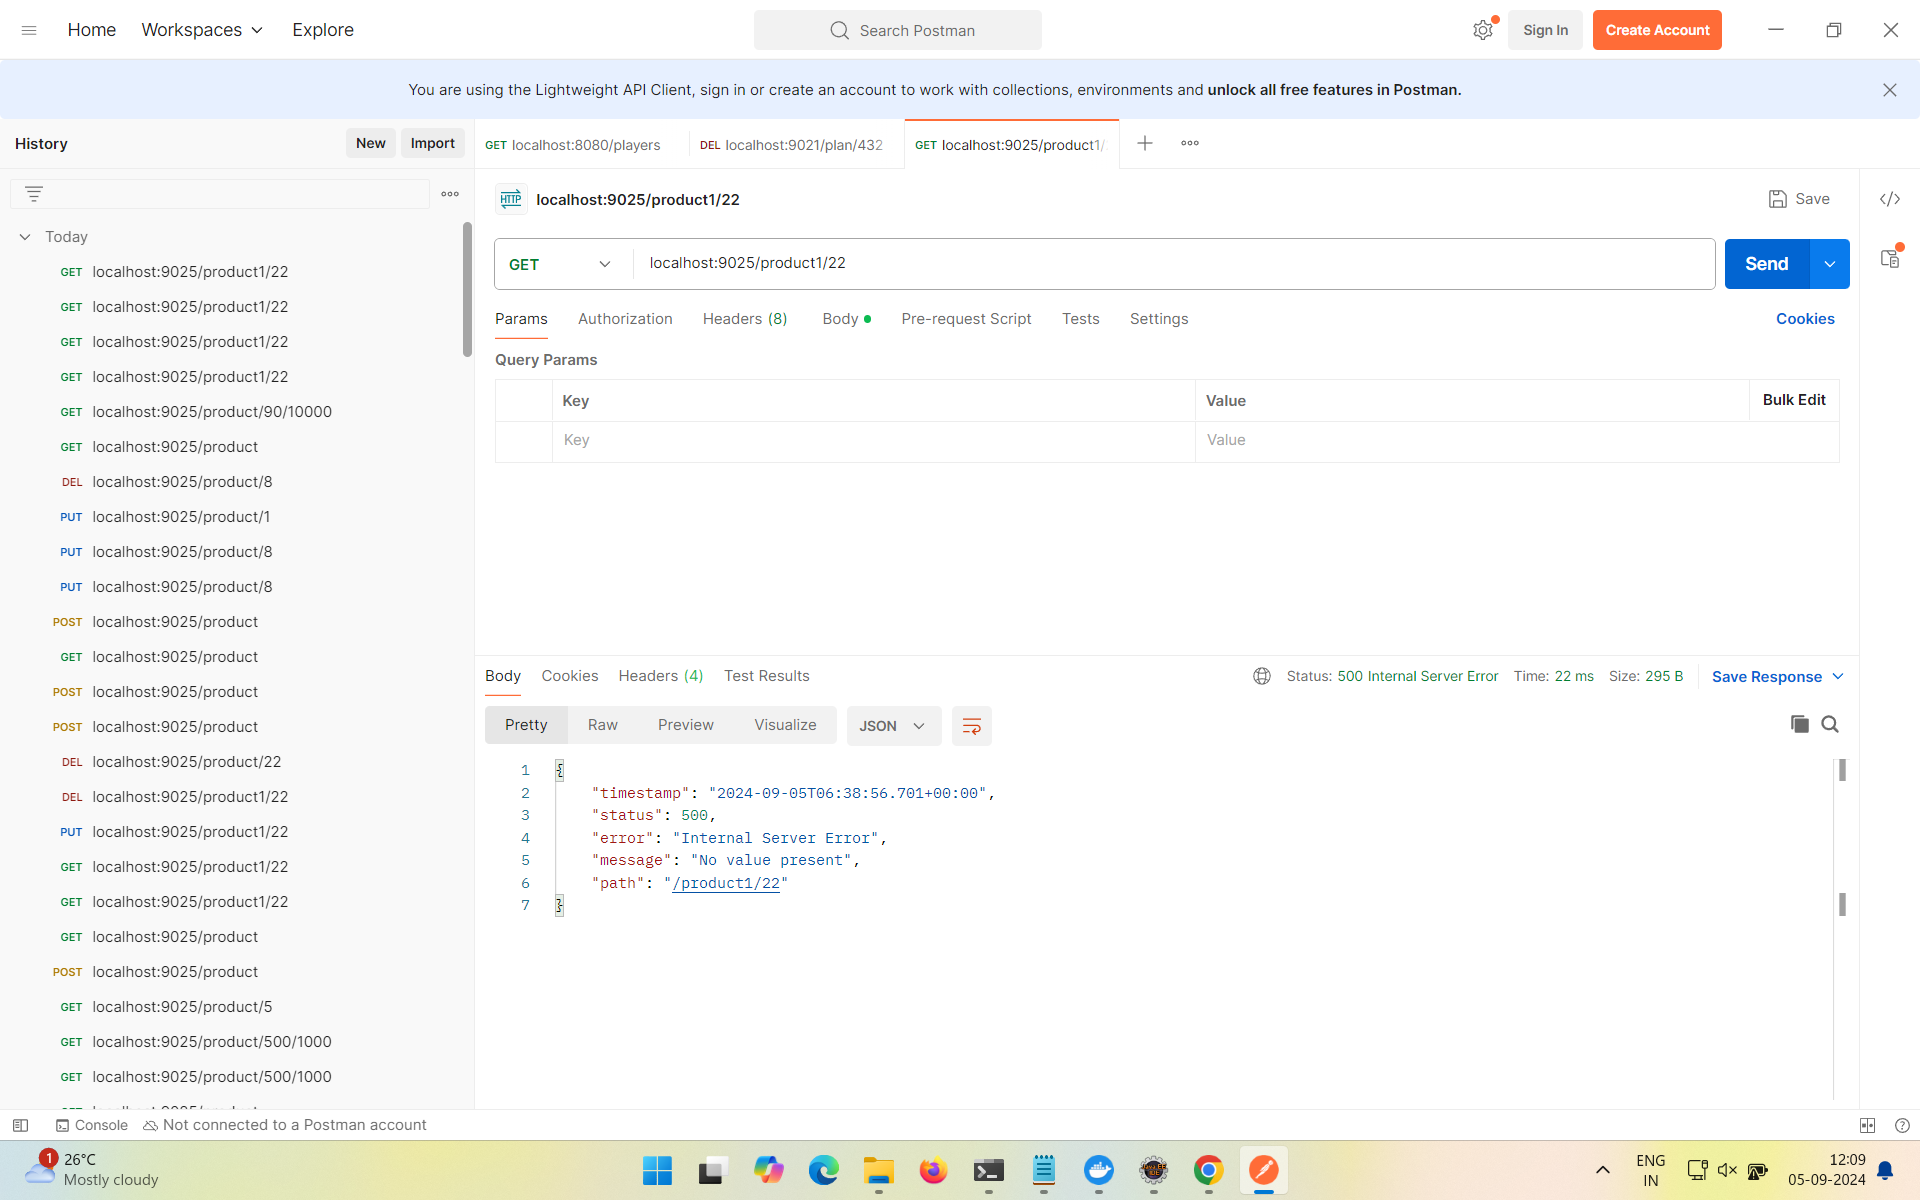 Home Workspaces Explore Search Postman Sign In Create Account
You are using the Lightweight API Client, sign in or create an account to work with collections, environments and unlock all free features in Postman.
History New Import
GET localhost:8080/players DEL localhost:9021/plan/432 GET localhost:9025/product1/
HTTP localhost:9025/product1/22 Save
Today
GET localhost:9025/product1/22
GET localhost:9025/product1/22
GET localhost:9025/product1/22
GET localhost:9025/product1/22
GET localhost:9025/product/90/10000
GET localhost:9025/product
DEL localhost:9025/product/8
PUT localhost:9025/product/1
PUT localhost:9025/product/8
PUT localhost:9025/product/8
POST localhost:9025/product
GET localhost:9025/product
POST localhost:9025/product
POST localhost:9025/product
DEL localhost:9025/product/22
DEL localhost:9025/product1/22
PUT localhost:9025/product1/22
GET localhost:9025/product1/22
GET localhost:9025/product1/22
GET localhost:9025/product
POST localhost:9025/product
GET localhost:9025/product/5
GET localhost:9025/product/500/1000
GET localhost:9025/product/500/1000
GET localhost:9025/product1/22 Send
Params Authorization Headers (8) Body Pre-request Script Tests Settings Cookies
Query Params
Key Value Bulk Edit
Key Value
Body Cookies Headers (4) Test Results Status: 500 Internal Server Error Time: 22 ms Size: 295 B Save Response
Pretty Raw Preview Visualize JSON
1 {
2 "timestamp": "2024-09-05T06:38:56.701+00:00",
3 "status": 500,
4 "error": "Internal Server Error",
5 "message": "No value present",
6 "path": "/product1/22"
7 }
Console Not connected to a Postman account
1 26°C
Mostly cloudy
ENG
IN
12:09
05-09-2024